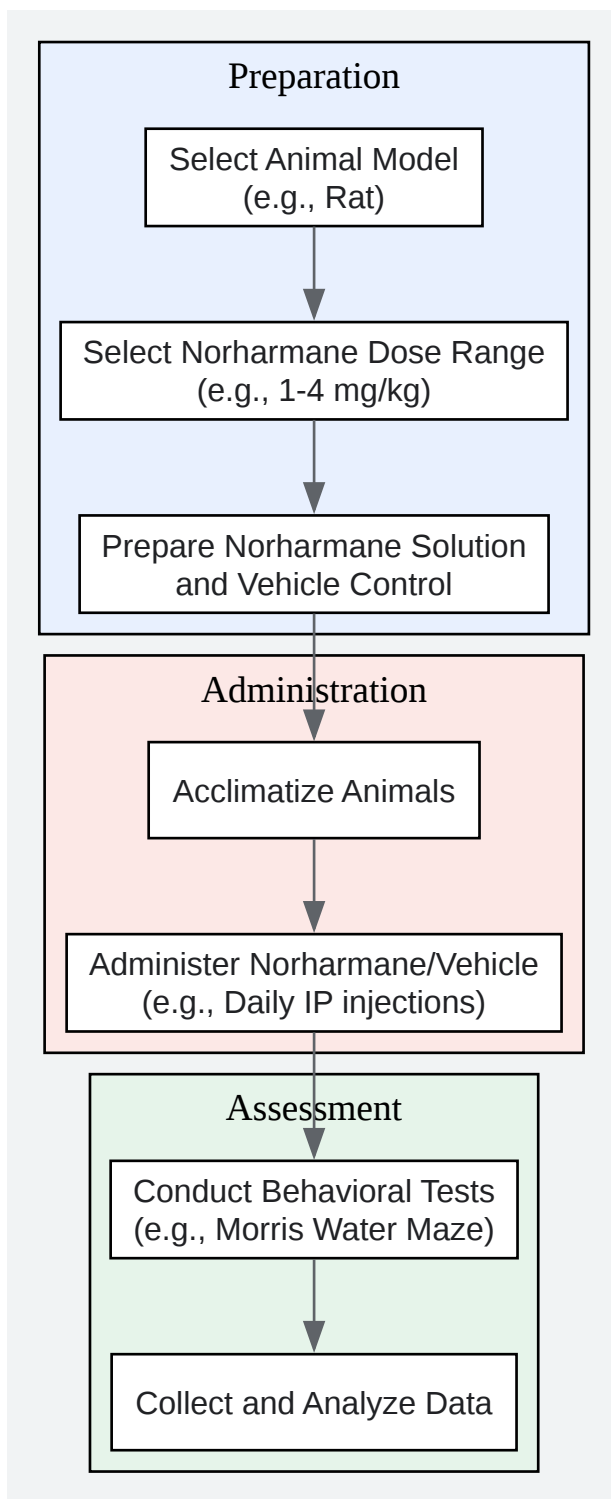 Preparation
Select Animal Model
(e.g., Rat)
Select Norharmane Dose Range
(e.g., 1-4 mg/kg)
Prepare Norharmane Solution
and Vehicle Control
Administration
Acclimatize Animals
Administer Norharmane/Vehicle
(e.g., Daily IP injections)
Assessment
Conduct Behavioral Tests
(e.g., Morris Water Maze)
Collect and Analyze Data